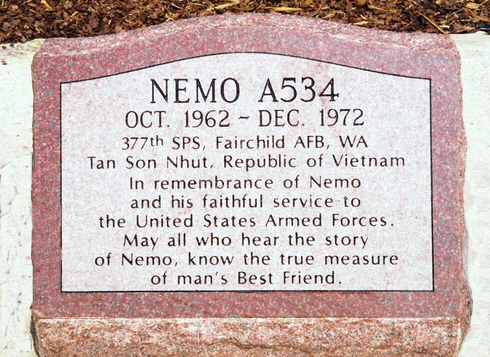 NEMO A534
OCT. 1962 ~ DEC. 1972
377th SPS, Fairchild AFB, WA
Tan Son Nhut, Republic of Vietnam
In remembrance of Nemo
and his faithful service to
the United States Armed Forces.
May all who hear the story
of Nemo, know the true measure
of man's Best Friend.